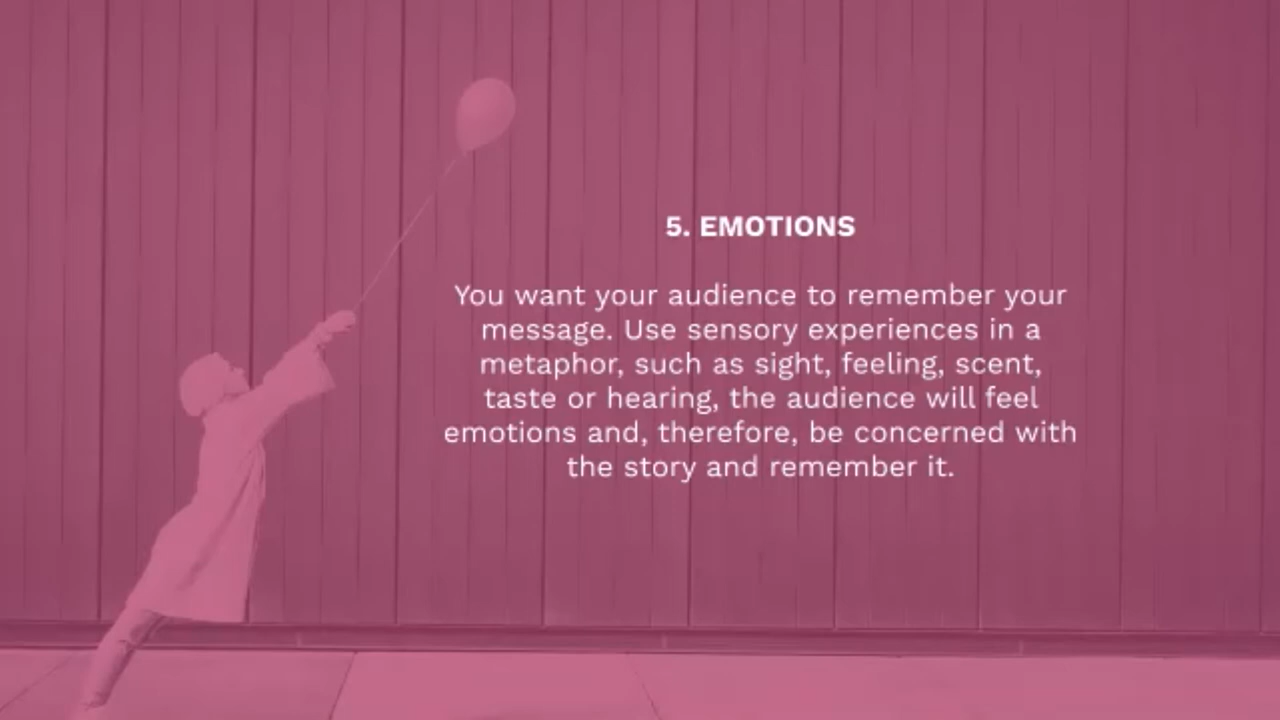 5. EMOTIONS
You want your audience to remember your
message. Use sensory experiences in a
metaphor, such as sight, feeling, scent,
taste or hearing, the audience will feel
emotions and, therefore, be concerned with
the story and remember it.